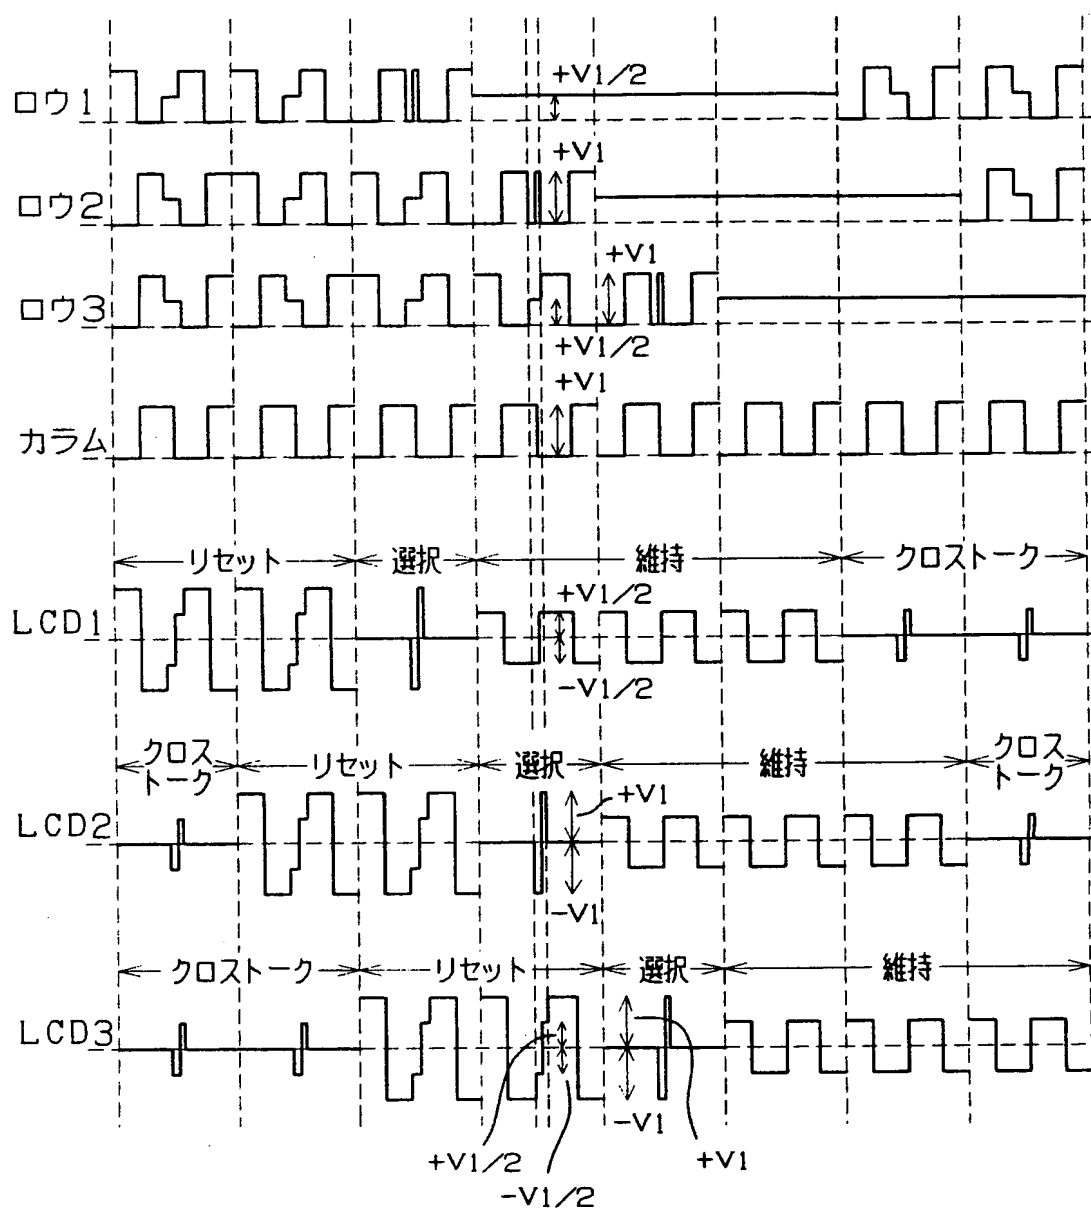 ロウ1
+V1/2
ロウ2
+V1
ロウ3
+V1
+V1/2
カラム
+V1
リセット
選択
維持
クロストーク
LCD1
+V1/2
-V1/2
クロス
トーク
リセット
選択
維持
クロス
トーク
LCD2
+V1
-V1
クロストーク
リセット
選択
維持
LCD3
-V1
+V1/2
+V1
-V1/2